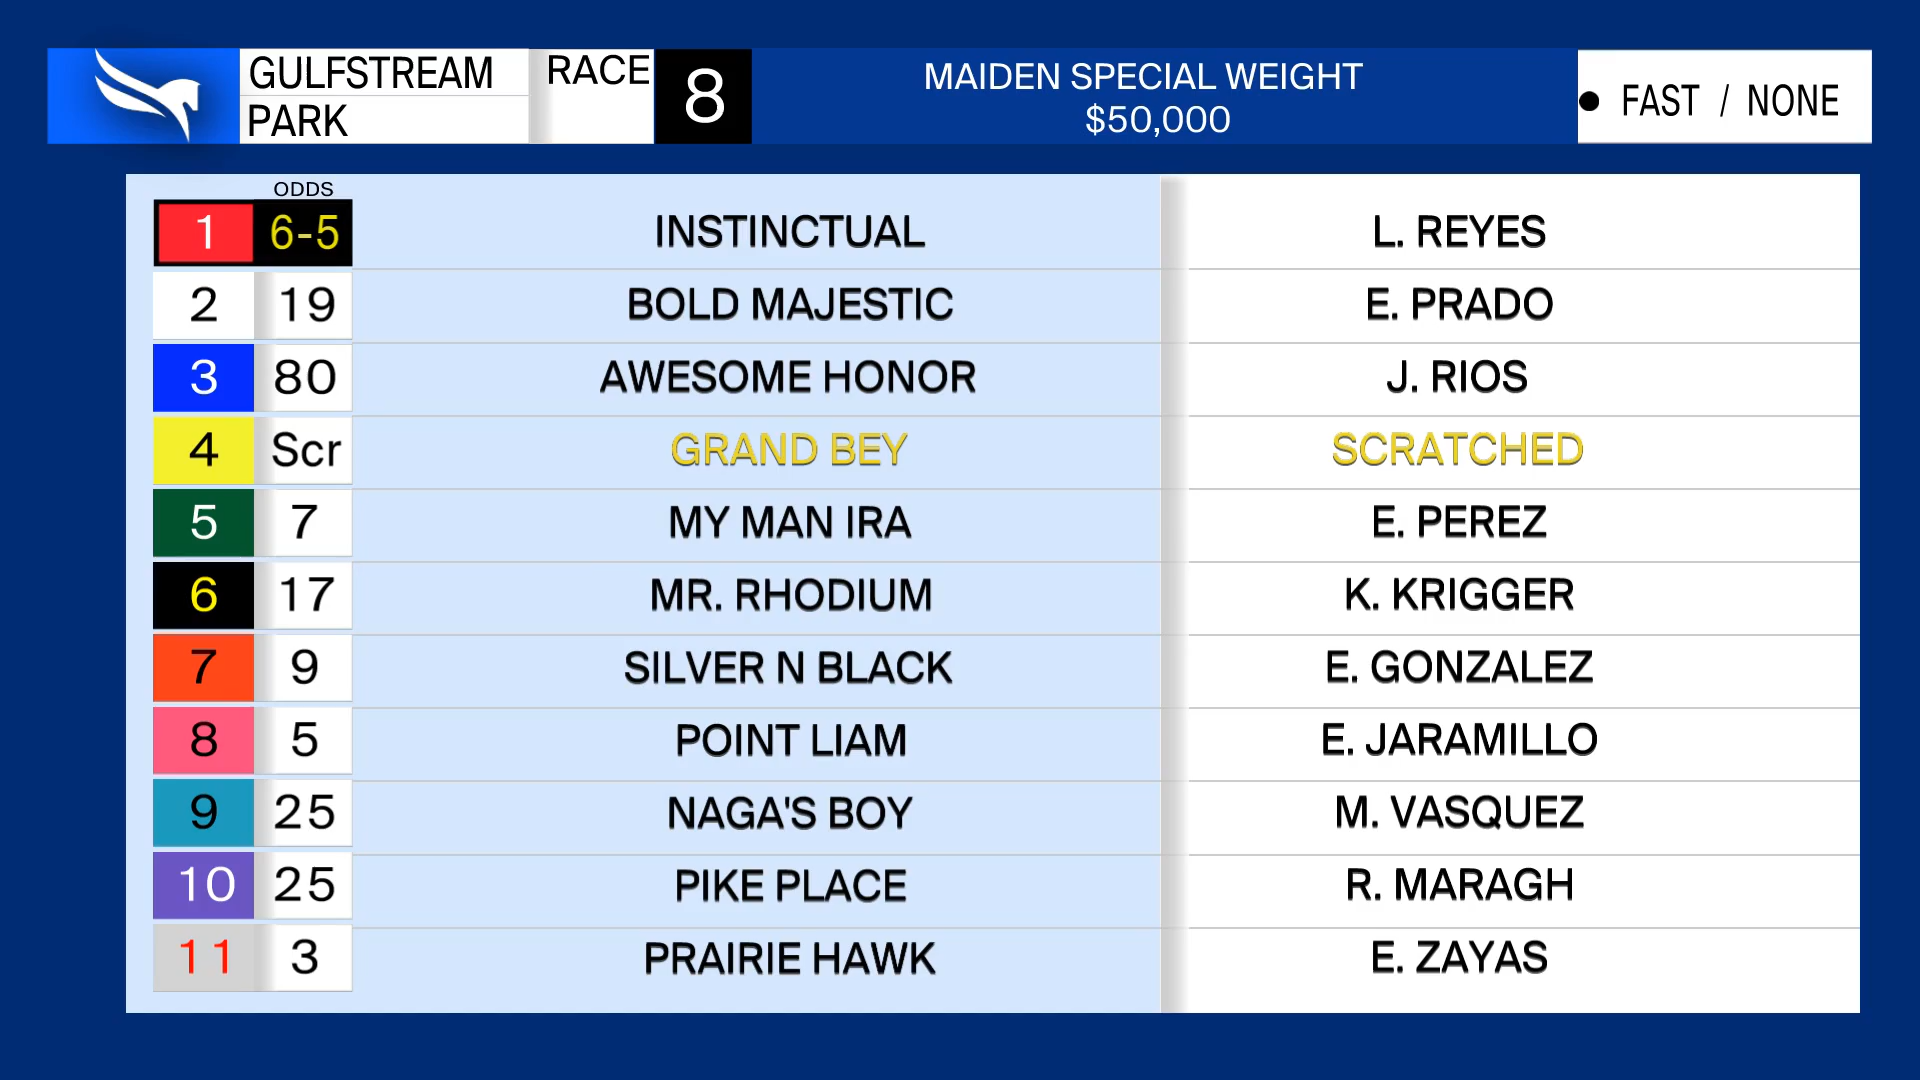 GULFSTREAM
PARK
RACE
8
MAIDEN SPECIAL WEIGHT
$50,000
FAST / NONE
ODDS
1 6-5 INSTINCTUAL L. REYES
2 19 BOLD MAJESTIC E. PRADO
3 80 AWESOME HONOR J. RIOS
4 Scr GRAND BEY SCRATCHED
5 7 MY MAN IRA E. PEREZ
6 17 MR. RHODIUM K. KRIGGER
7 9 SILVER N BLACK E. GONZALEZ
8 5 POINT LIAM E. JARAMILLO
9 25 NAGA'S BOY M. VASQUEZ
10 25 PIKE PLACE R. MARAGH
11 3 PRAIRIE HAWK E. ZAYAS